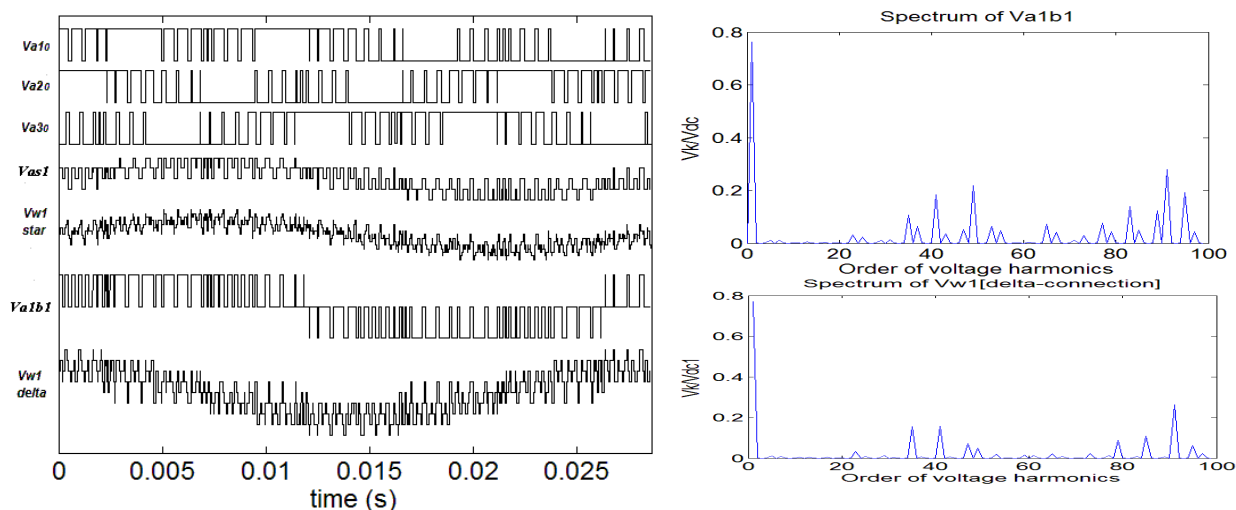 Va10
Va20
Va30
Vas1
Vw1
star
Va1b1
Vw1
delta
0
0.005
0.01
0.015
0.02
0.025
time (s)
Spectrum of Va1b1
0.8
0.6
0.4
0.2
0
Vk/Vdc
0
20
40
60
80
100
Order of voltage harmonics
Spectrum of Vw1[delta-connection]
0.8
0.6
0.4
0.2
0
Vk/Vdc1
0
20
40
60
80
100
Order of voltage harmonics